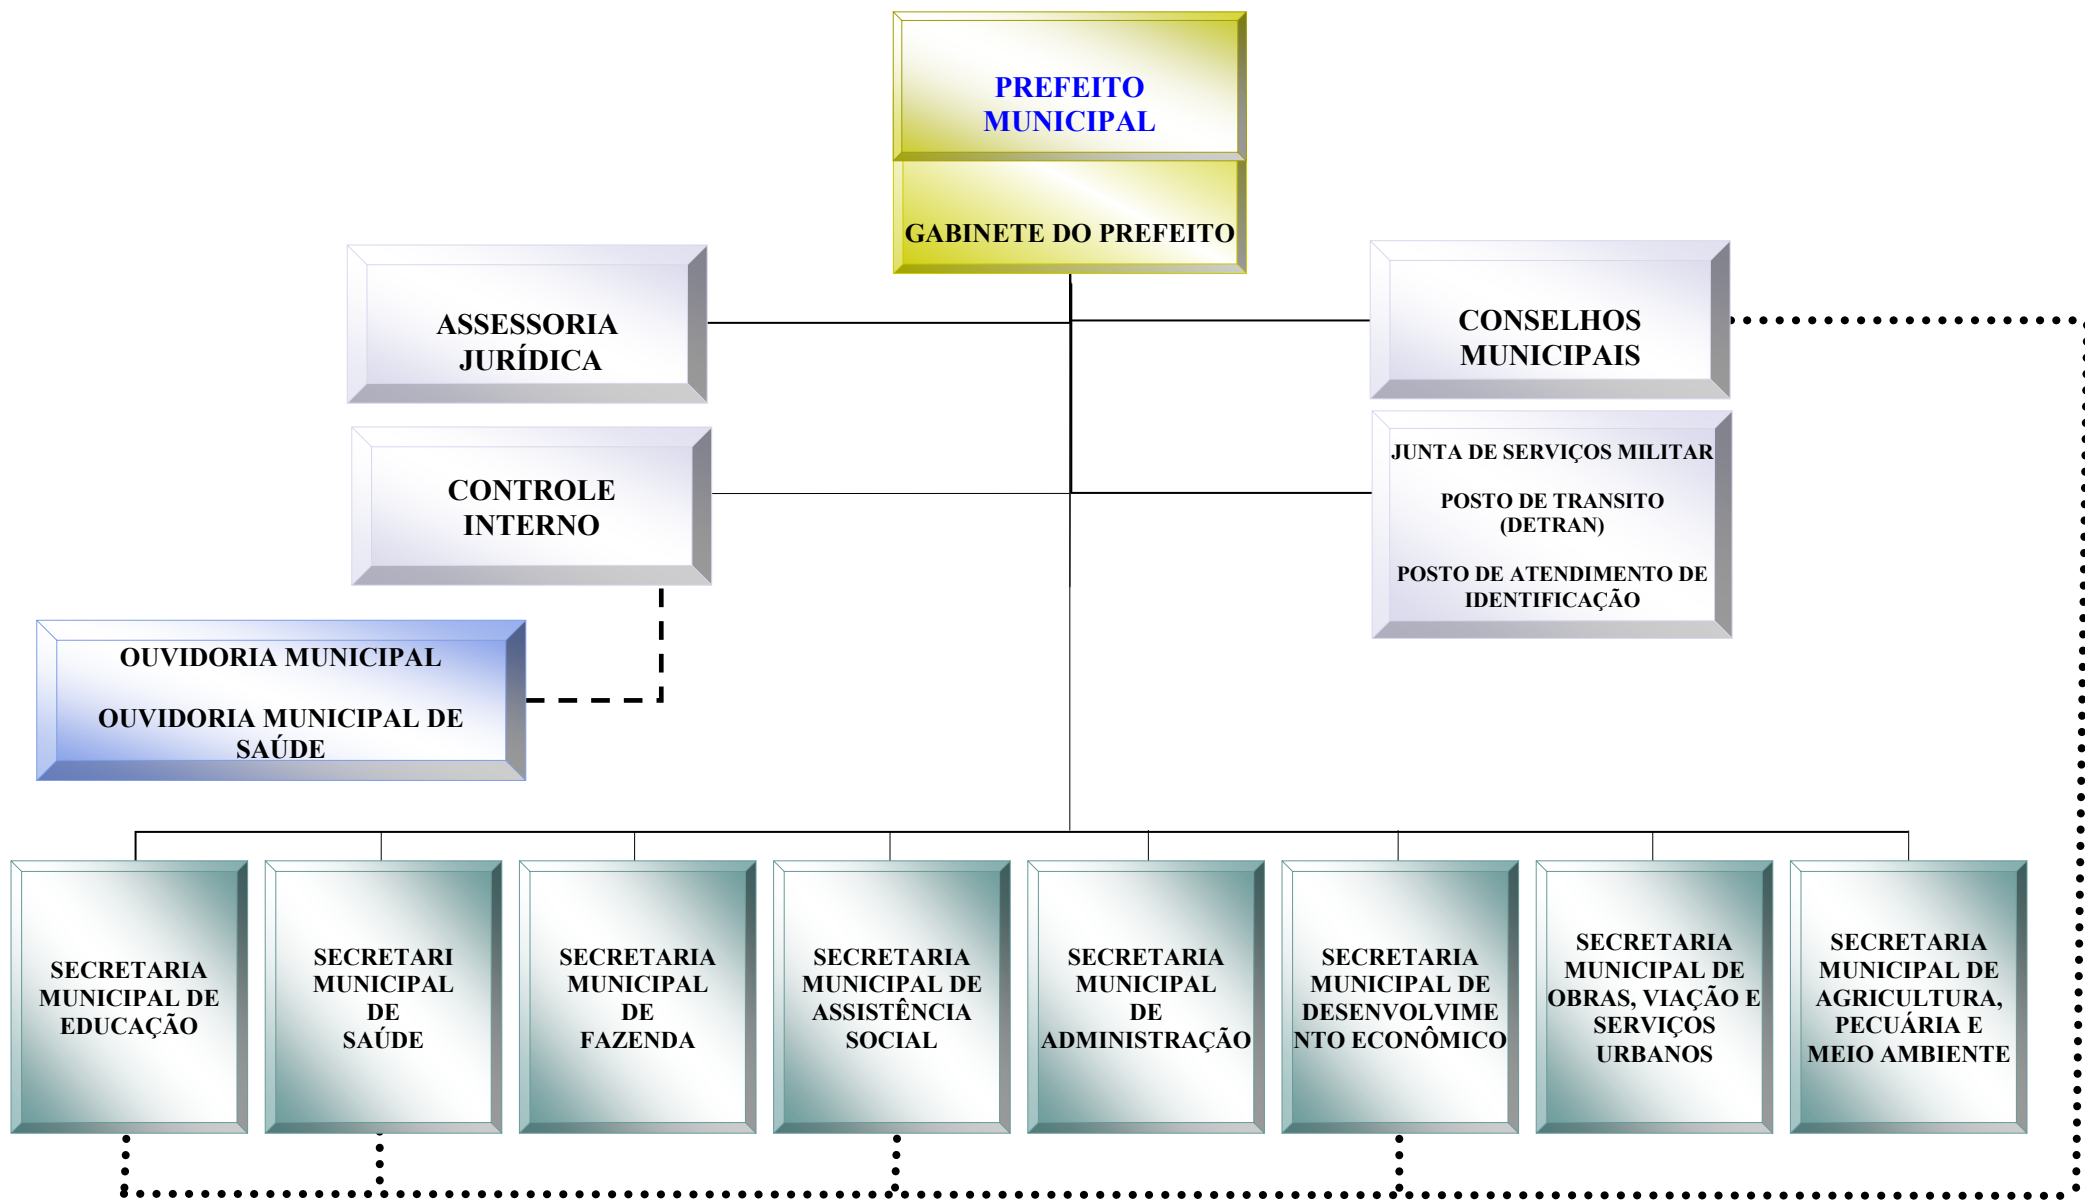 PREFEITO
MUNICIPAL
GABINETE DO PREFEITO
ASSESSORIA
JURÍDICA
CONSELHOS
MUNICIPAIS
CONTROLE
INTERNO
JUNTA DE SERVIÇOS MILITAR
POSTO DE TRANSITO
(DETRAN)
POSTO DE ATENDIMENTO DE
IDENTIFICAÇÃO
OUVIDORIA MUNICIPAL
OUVIDORIA MUNICIPAL DE
SAÚDE
SECRETARIA
MUNICIPAL DE
EDUCAÇÃO
SECRETARI
MUNICIPAL
DE
SAÚDE
SECRETARIA
MUNICIPAL
DE
FAZENDA
SECRETARIA
MUNICIPAL DE
ASSISTÊNCIA
SOCIAL
SECRETARIA
MUNICIPAL
DE
ADMINISTRAÇÃO
SECRETARIA
MUNICIPAL DE
DESENVOLVIME
NTO ECONÔMICO
SECRETARIA
MUNICIPAL DE
OBRAS, VIAÇÃO E
SERVIÇOS
URBANOS
SECRETARIA
MUNICIPAL DE
AGRICULTURA,
PECUÁRIA E
MEIO AMBIENTE